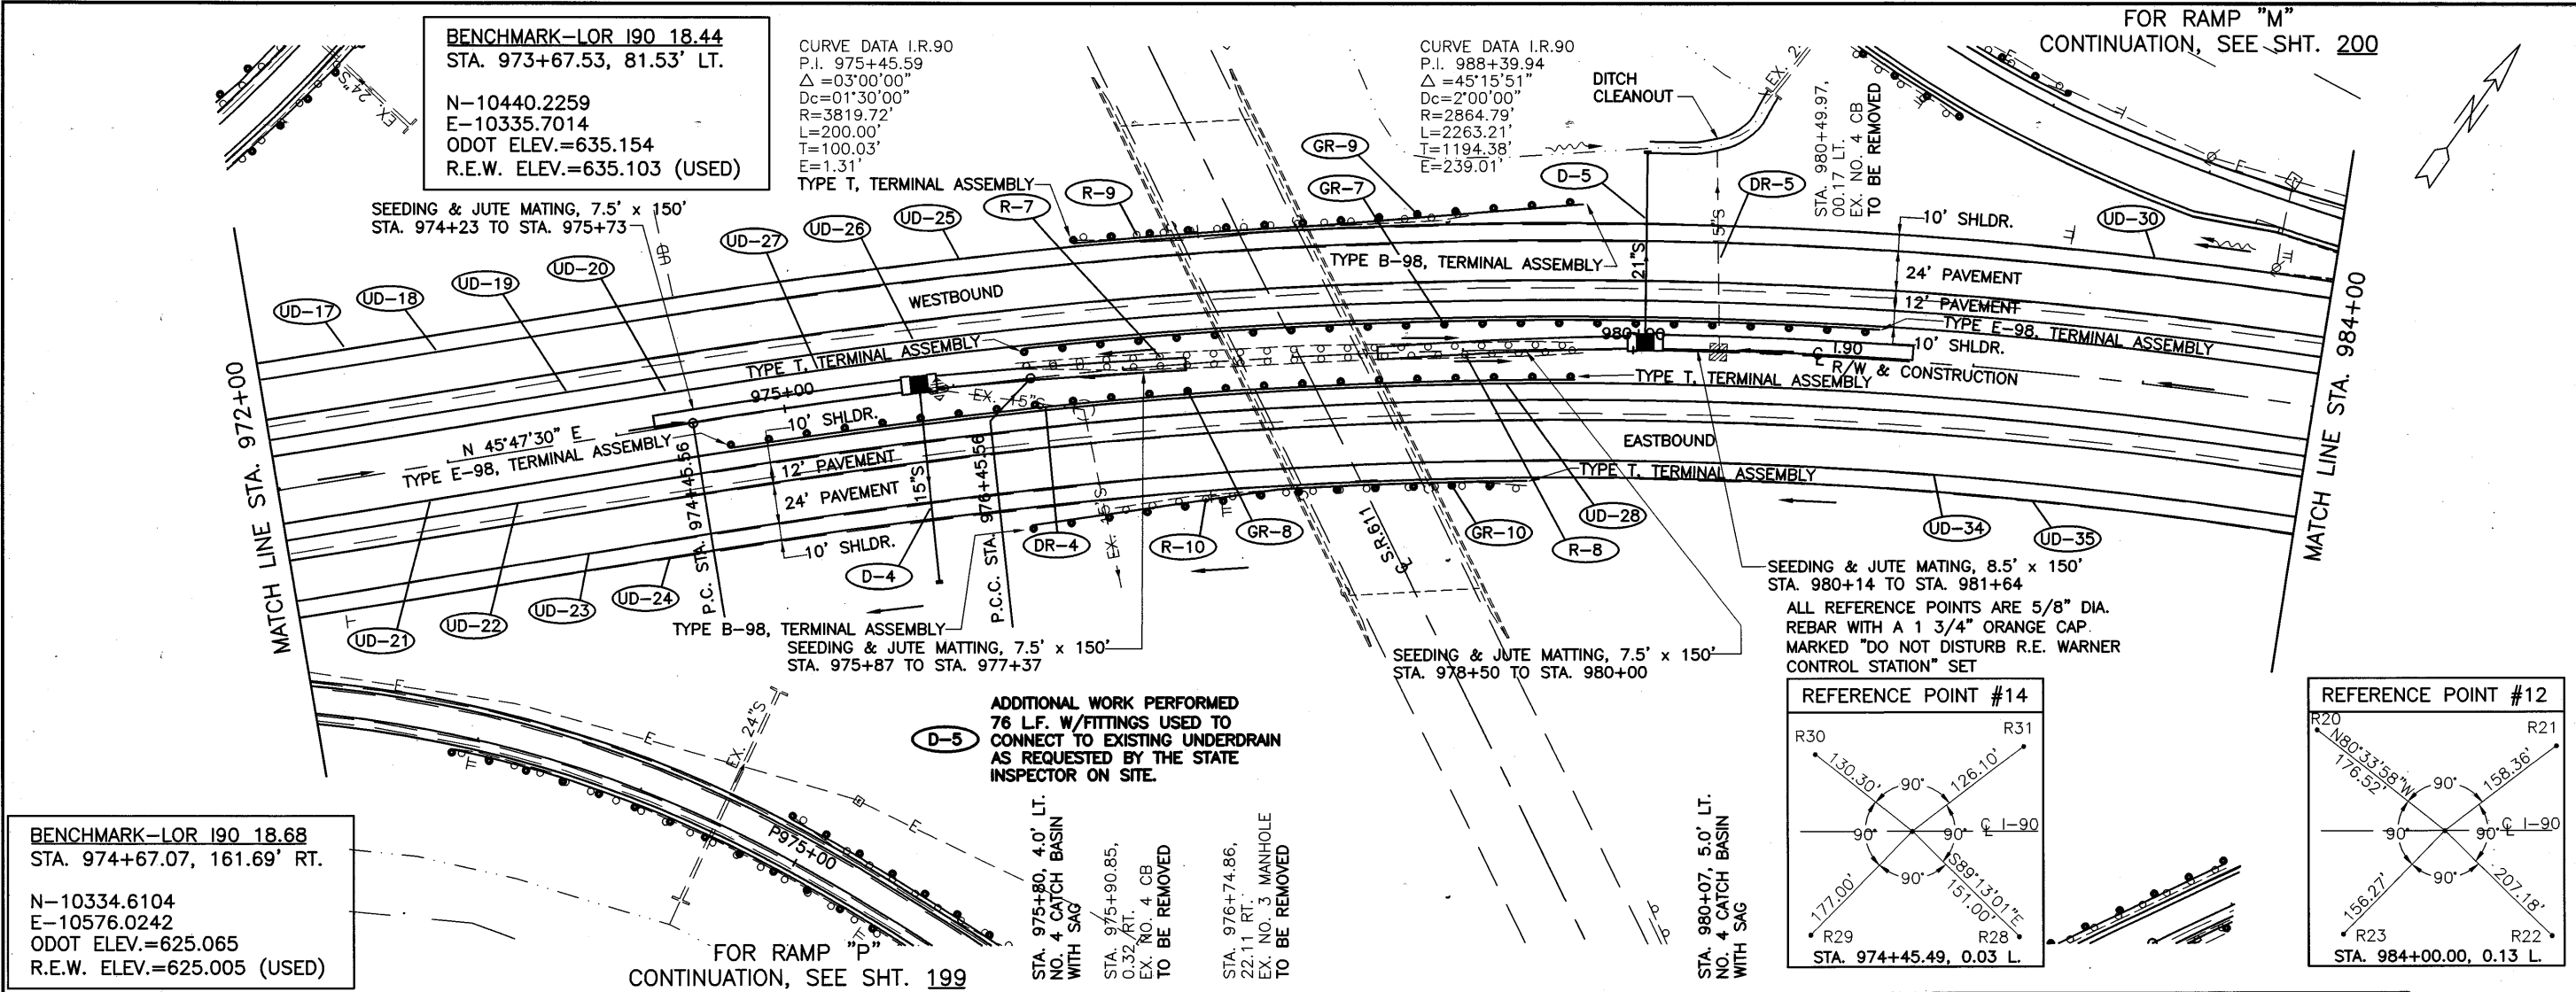 FOR RAMP "M"
CONTINUATION, SEE SHT. 200
BENCHMARK-LOR I90 18.44
STA. 973+67.53, 81.53' LT.
N-10440.2259
E-10335.7014
ODOT ELEV.=635.154
R.E.W. ELEV.=635.103 (USED)
EX. 24"S
CURVE DATA I.R.90
P.I. 975+45.59
Δ =03°00'00"
Dc=01°30'00"
R=3819.72'
L=200.00'
T=100.03'
E=1.31'
TYPE T, TERMINAL ASSEMBLY
CURVE DATA I.R.90
P.I. 988+39.94
Δ =45°15'51"
Dc=2°00'00"
R=2864.79'
L=2263.21'
T=1194.38'
E=239.01'
DITCH
CLEANOUT
STA. 980+49.97,
00.17 LT.
EX. NO. 4 CB
TO BE REMOVED
N
SEEDING & JUTE MATING, 7.5' x 150'
STA. 974+23 TO STA. 975+73
R-9
R-7
GR-9
GR-7
D-5
DR-5
UD-30
UD-25
UD-26
UD-27
UD-20
UD-19
UD-18
UD-17
10' SHLDR.
24' PAVEMENT
12' PAVEMENT
TYPE E-98, TERMINAL ASSEMBLY
10' SHLDR.
TYPE B-98, TERMINAL ASSEMBLY
21"S
15"S
WESTBOUND
TYPE T, TERMINAL ASSEMBLY
975+00
980+00
℄ I.90
℄ R/W & CONSTRUCTION
TYPE T, TERMINAL ASSEMBLY
MATCH LINE STA. 972+00
MATCH LINE STA. 984+00
N 45°47'30" E
TYPE E-98, TERMINAL ASSEMBLY
10' SHLDR.
12' PAVEMENT
24' PAVEMENT
10' SHLDR.
EX. 15"S
15"S
EX. 15"S
P.C. STA. 974+45.56
P.C.C. STA. 976+45.56
EASTBOUND
TYPE T, TERMINAL ASSEMBLY
℄ S.R.611
UD-21
UD-22
UD-23
UD-24
D-4
DR-4
R-10
GR-8
GR-10
R-8
UD-28
UD-34
UD-35
TYPE B-98, TERMINAL ASSEMBLY
SEEDING & JUTE MATTING, 7.5' x 150'
STA. 975+87 TO STA. 977+37
SEEDING & JUTE MATTING, 7.5' x 150'
STA. 978+50 TO STA. 980+00
SEEDING & JUTE MATING, 8.5' x 150'
STA. 980+14 TO STA. 981+64
ALL REFERENCE POINTS ARE 5/8" DIA.
REBAR WITH A 1 3/4" ORANGE CAP
MARKED "DO NOT DISTURB R.E. WARNER
CONTROL STATION" SET
D-5
ADDITIONAL WORK PERFORMED
76 L.F. W/FITTINGS USED TO
CONNECT TO EXISTING UNDERDRAIN
AS REQUESTED BY THE STATE
INSPECTOR ON SITE.
E
EX. 24"S
E
E
P975+00
BENCHMARK-LOR I90 18.68
STA. 974+67.07, 161.69' RT.
N-10334.6104
E-10576.0242
ODOT ELEV.=625.065
R.E.W. ELEV.=625.005 (USED)
FOR RAMP "P"
CONTINUATION, SEE SHT. 199
STA. 975+80, 4.0' LT.
NO. 4 CATCH BASIN
WITH SAG
STA. 975+90.85,
0.32 RT.
EX. NO. 4 CB
TO BE REMOVED
STA. 976+74.86,
22.11 RT.
EX. NO. 3 MANHOLE
TO BE REMOVED
STA. 980+07, 5.0' LT.
NO. 4 CATCH BASIN
WITH SAG
REFERENCE POINT #14
R30
R31
130.30'
126.10'
90°
90°
90°
℄ I-90
90°
177.00'
S89°13'01"E
151.00'
R29
R28
STA. 974+45.49, 0.03 L.
REFERENCE POINT #12
R20
R21
N80°33'58"W
176.52'
158.36'
90°
90°
90°
℄ I-90
90°
156.27'
207.18'
R23
R22
STA. 984+00.00, 0.13 L.